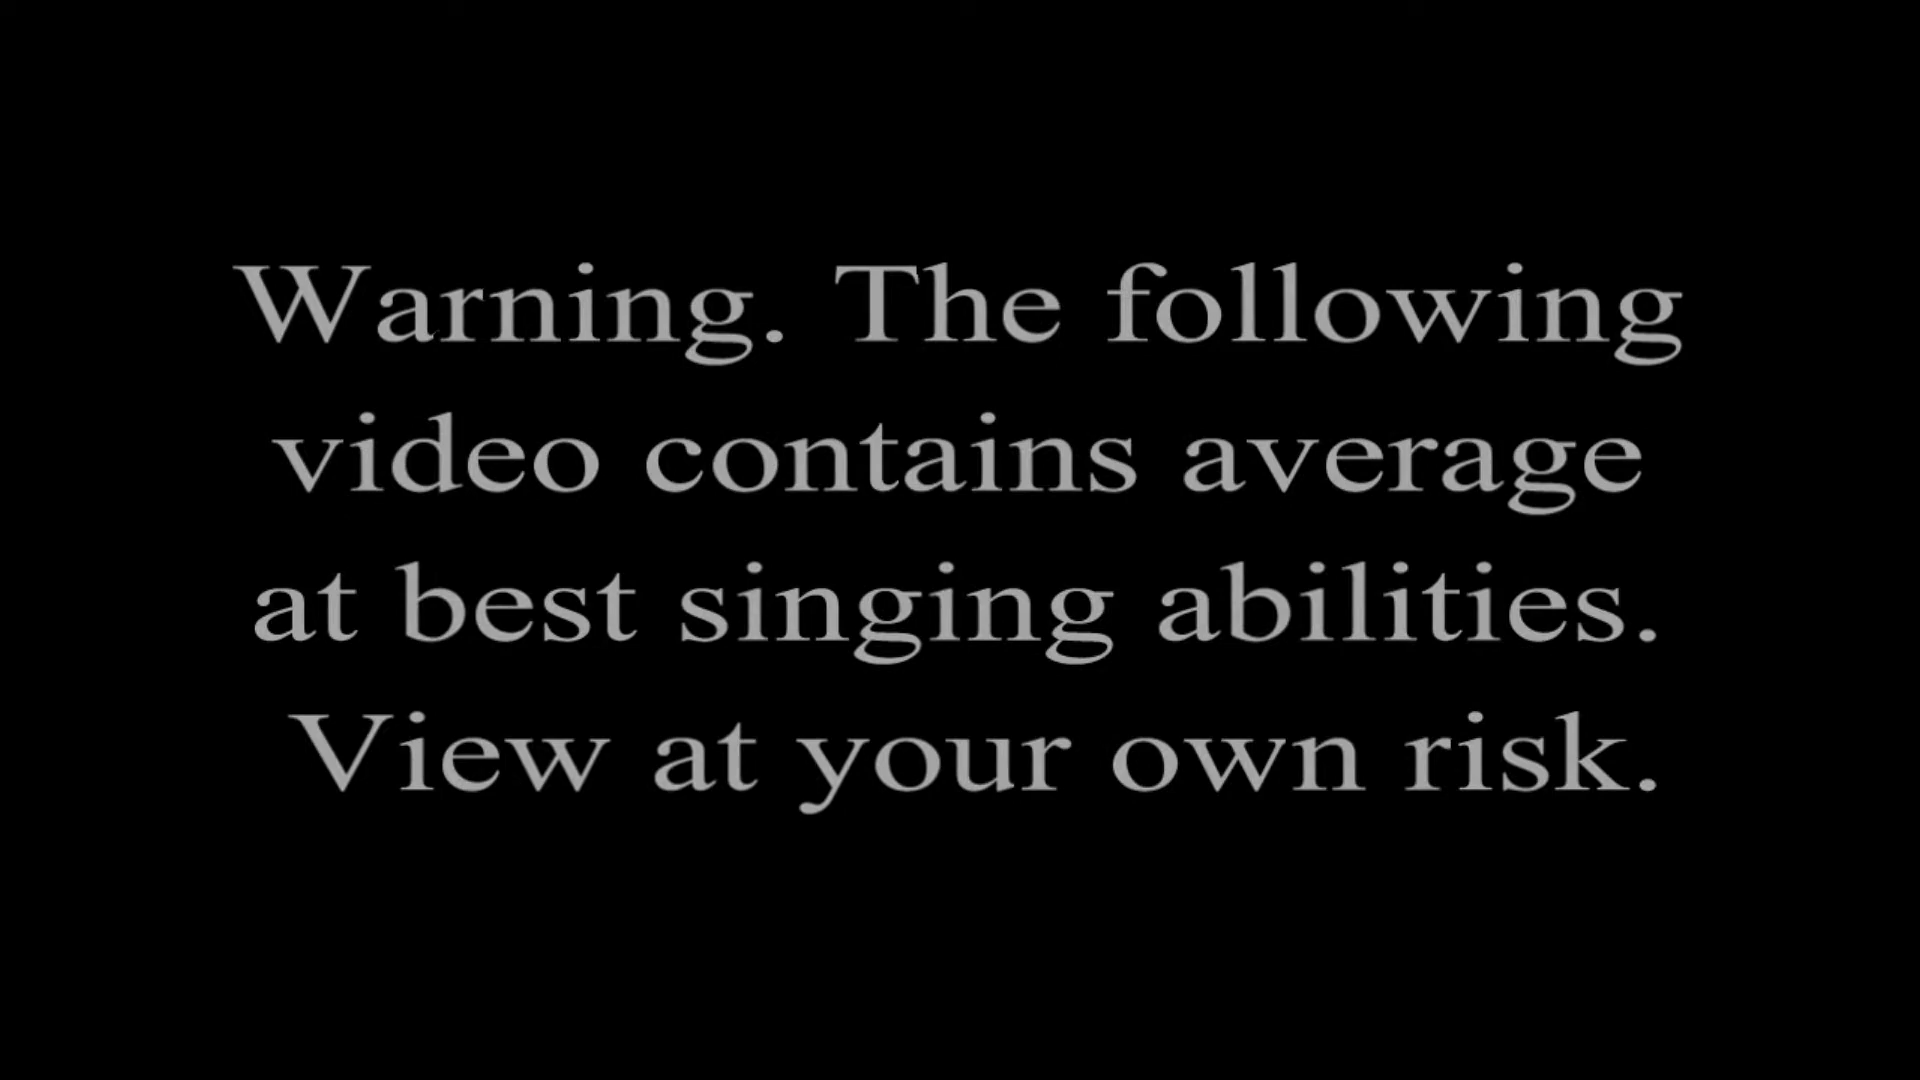 Warning. The following
video contains average
at best singing abilities.
View at your own risk.